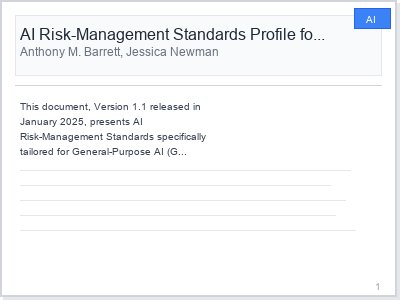 AI
AI Risk-Management Standards Profile fo...
Anthony M. Barrett, Jessica Newman
This document, Version 1.1 released in
January 2025, presents AI
Risk-Management Standards specifically
tailored for General-Purpose AI (G...
1